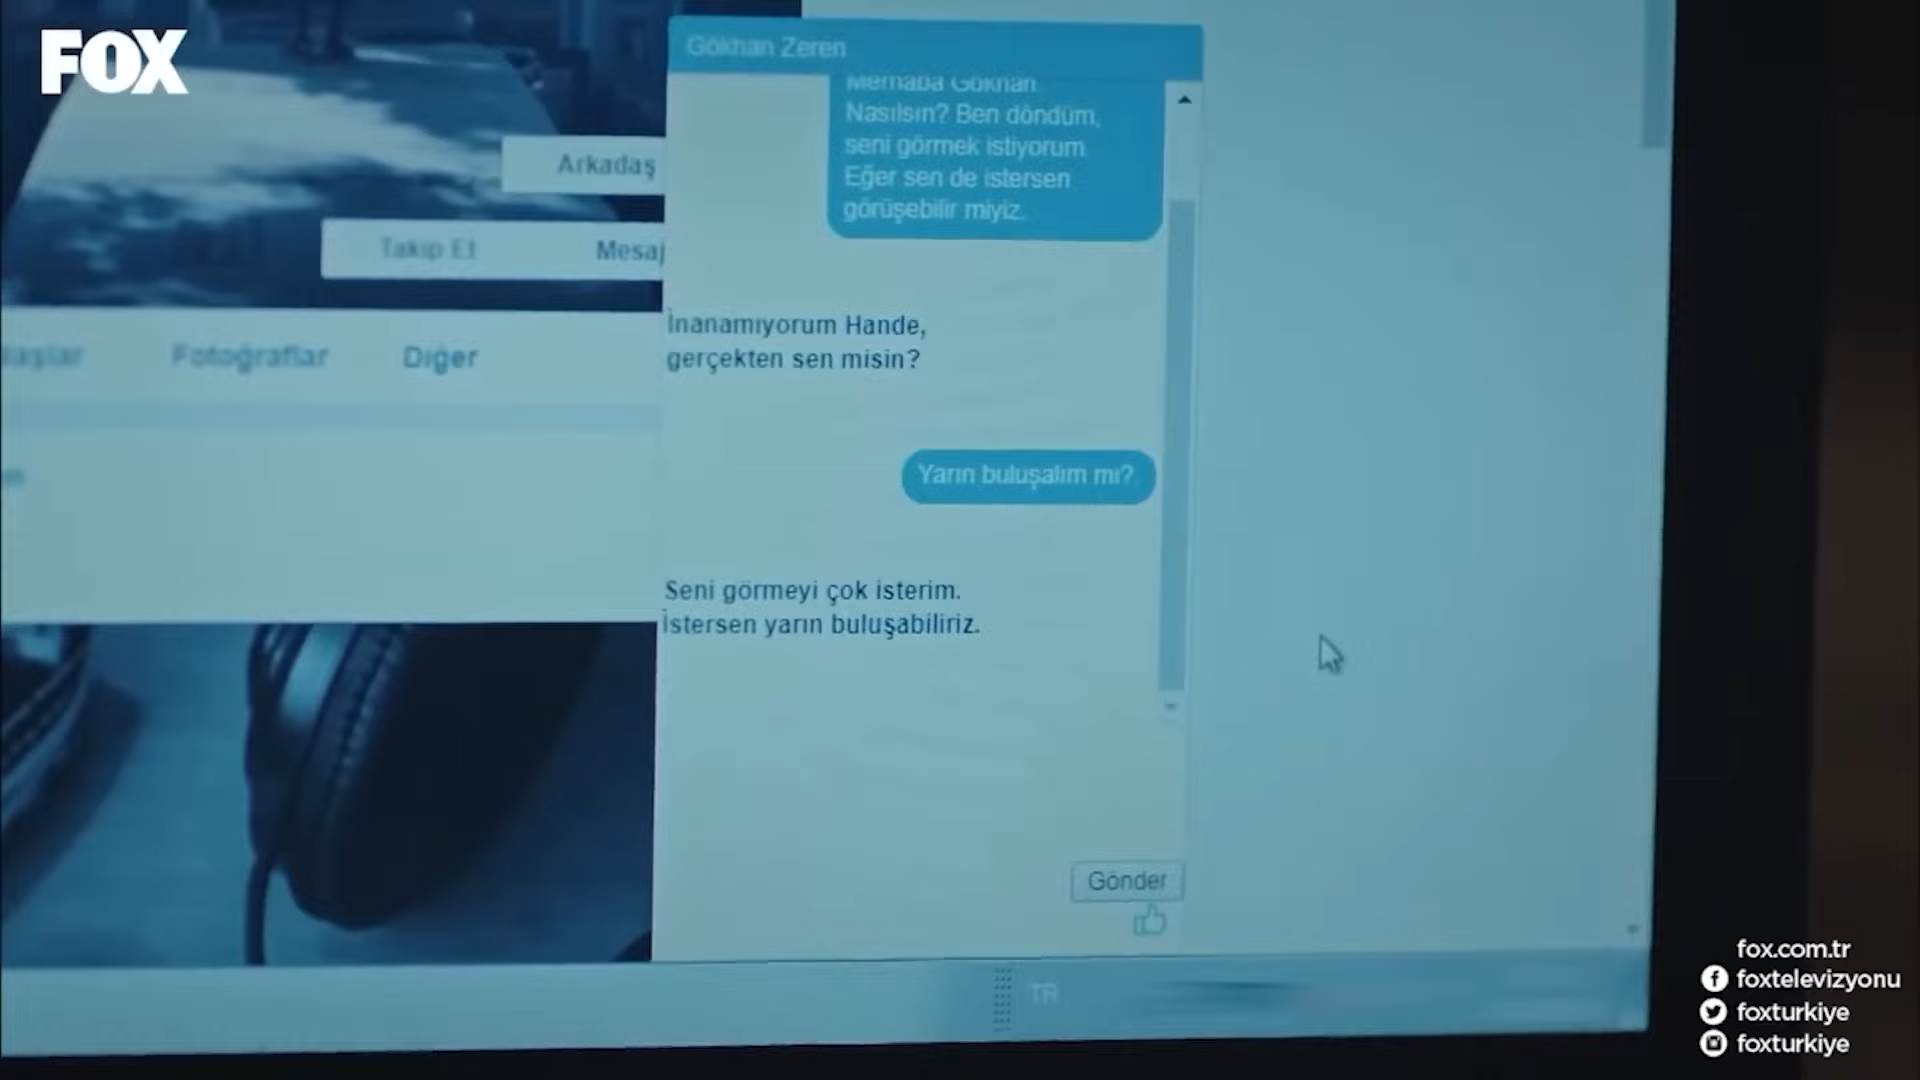 FOX
Gökhan Zeren
Merhaba Gökhan.
Nasılsın? Ben döndüm,
seni görmek istiyorum.
Eğer sen de istersen
görüşebilir miyiz.
Arkadaş
Takip Et
Mesaj
İnanamıyorum Hande,
gerçekten sen misin?
Fotoğraflar
Diğer
Yarın buluşalım mı?
Seni görmeyi çok isterim.
İstersen yarın buluşabiliriz.
Gönder
TR
fox.com.tr
foxtelevizyonu
foxturkiye
foxturkiye